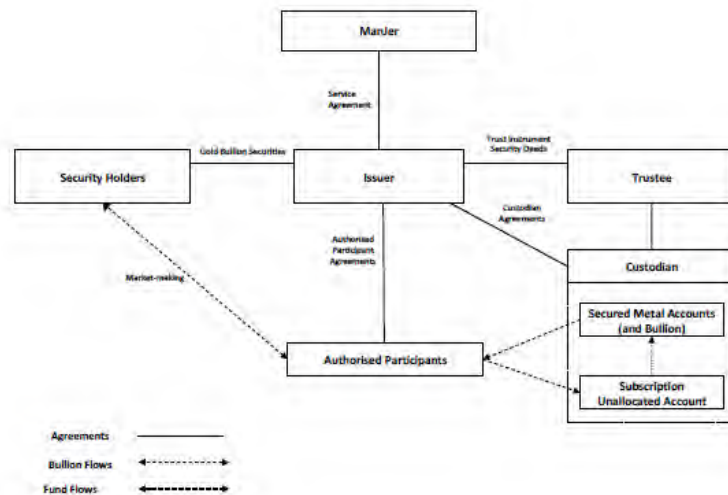 ManJer
Service
Agreement
Gold Bullion Securities
Trust Instrument
Security Deeds
Security Holders
Issuer
Trustee
Custodian
Agreements
Authorised
Participant
Agreements
Market-making
Custodian
Secured Metal Accounts
(and Bullion)
Authorised Participants
Subscription
Unallocated Account
Agreements
Bullion Flows
Fund Flows